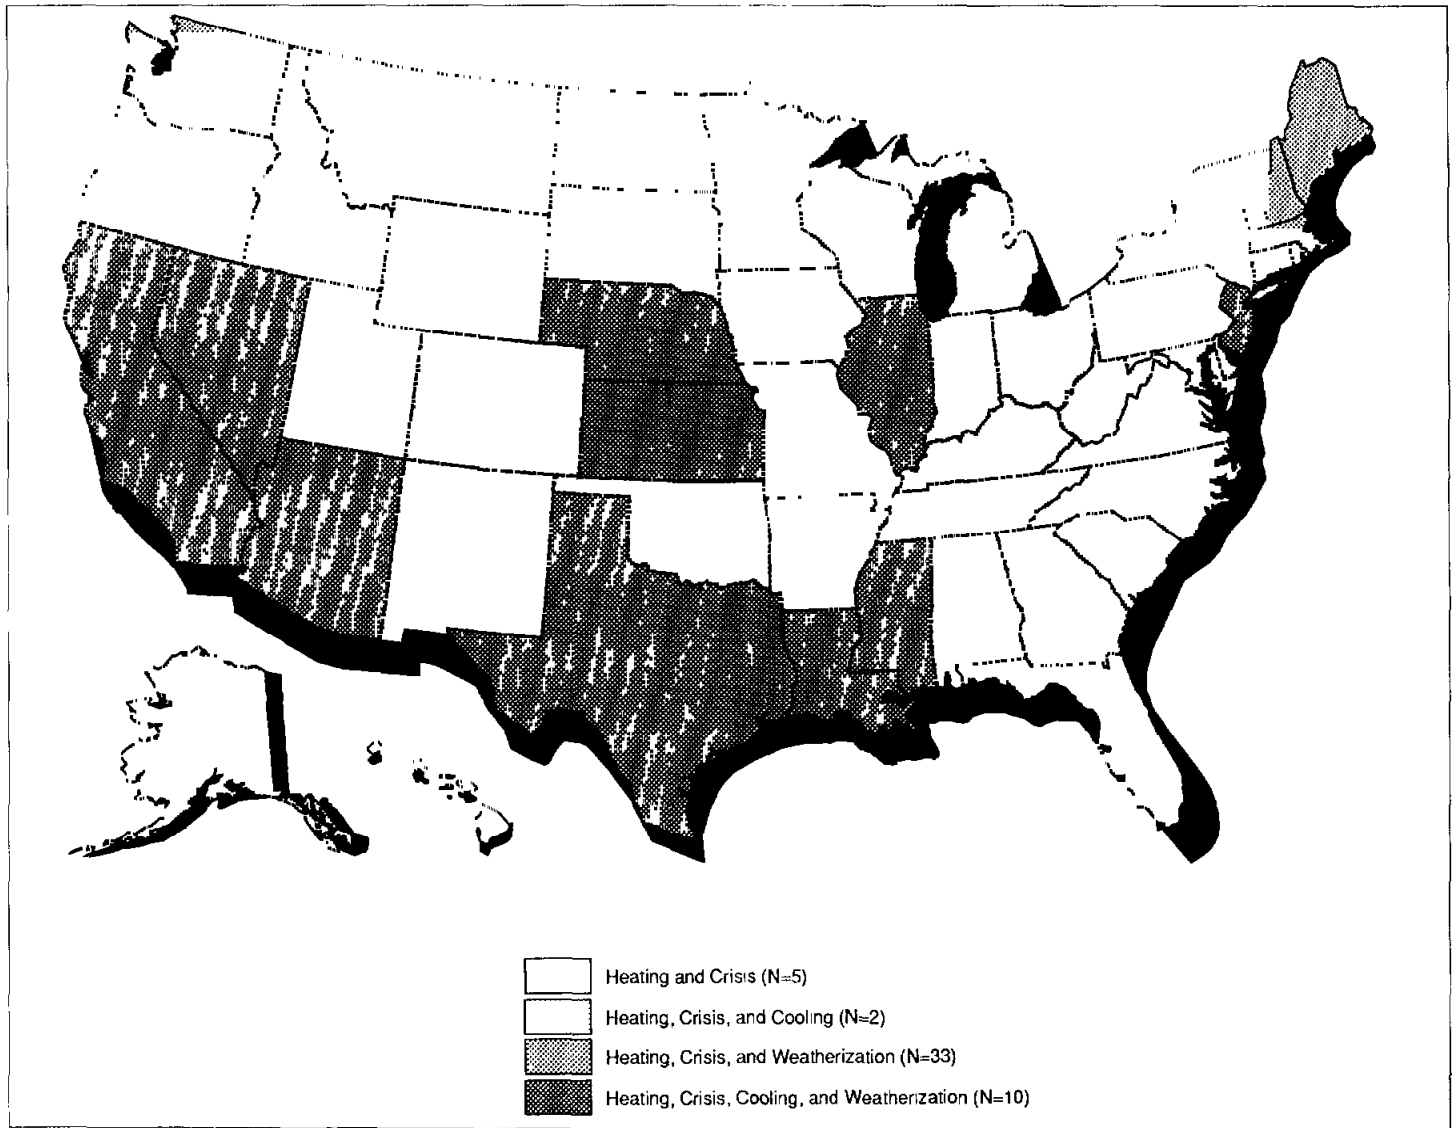 Heating and Crisis (N=5)
Heating, Crisis, and Cooling (N=2)
Heating, Crisis, and Weatherization (N=33)
Heating, Crisis, Cooling, and Weatherization (N=10)